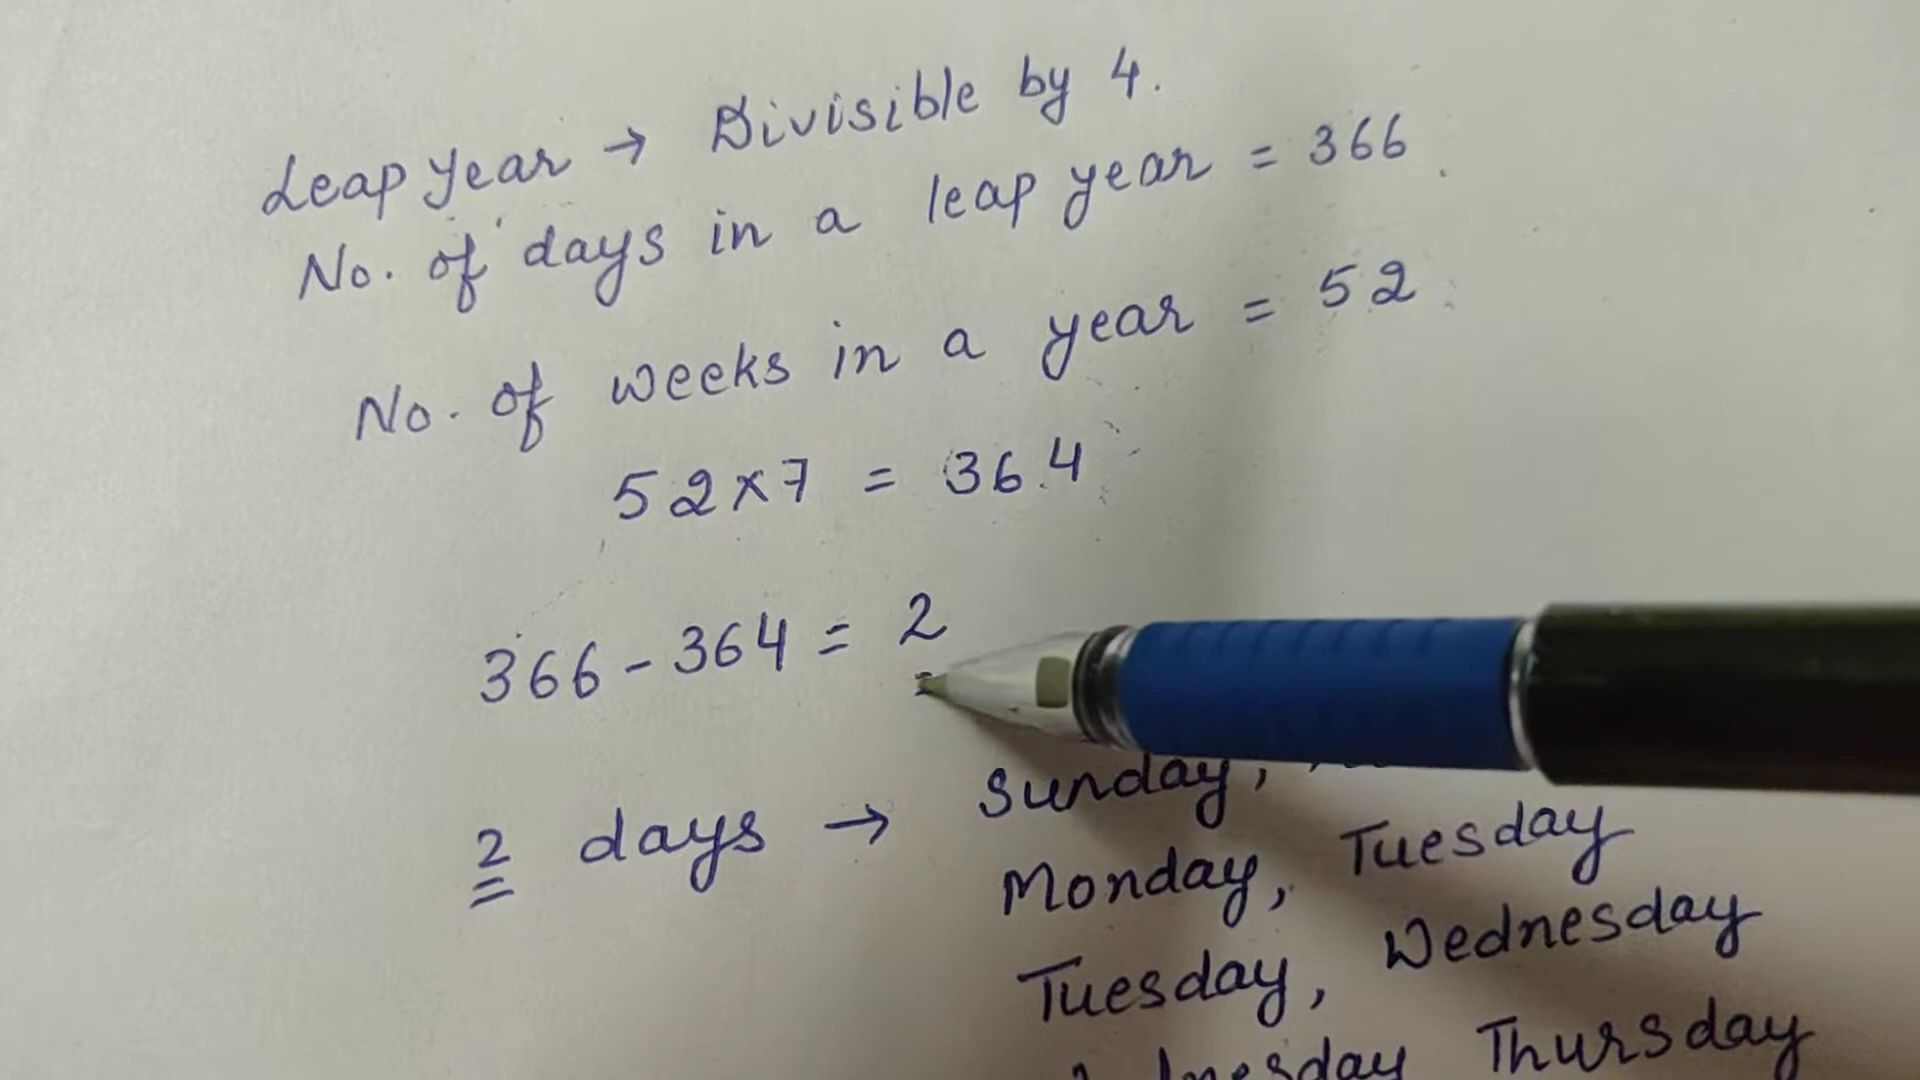 Leap Year → Divisible by 4.
No. of days in a leap year = 366
No. of weeks in a year = 52
52×7 = 364
366-364 = 2
2 days → Sunday,
Monday, Tuesday
Tuesday, Wednesday
Thursday